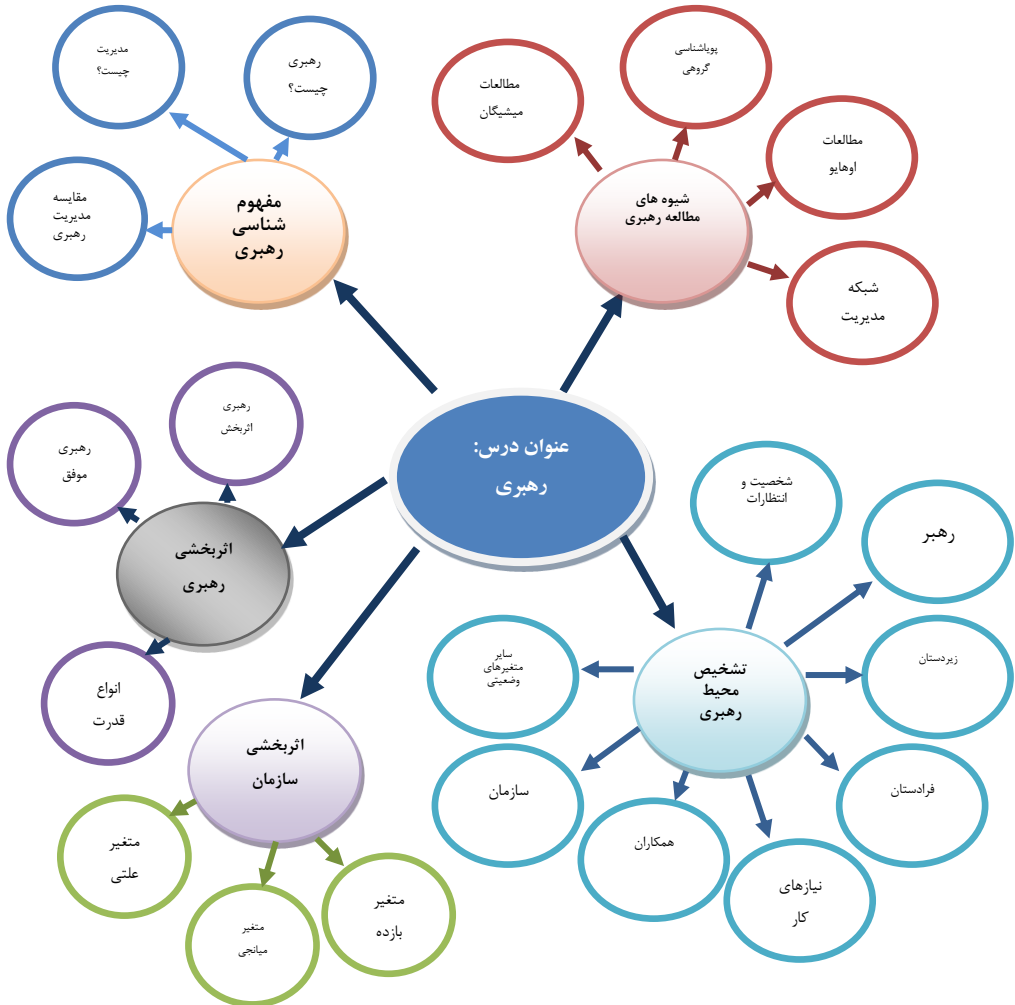 عنوان درس:
رهبری
مفهوم
شناسی
رهبری
رهبری
چیست؟
مدیریت
چیست؟
مقایسه
مدیریت
رهبری
شیوه های
مطالعه رهبری
مطالعات
میشیگان
پویاشناسی
گروهی
مطالعات
اوهایو
شبکه
مدیریت
تشخیص
محیط
رهبری
شخصیت و
انتظارات
رهبر
زیردستان
فرادستان
نیازهای
کار
همکاران
سازمان
سایر
متغیرهای
وضعیتی
اثربخشی
سازمان
متغیر
بازده
متغیر
میانجی
متغیر
علتی
اثربخشی
رهبری
رهبری
اثربخش
رهبری
موفق
انواع
قدرت